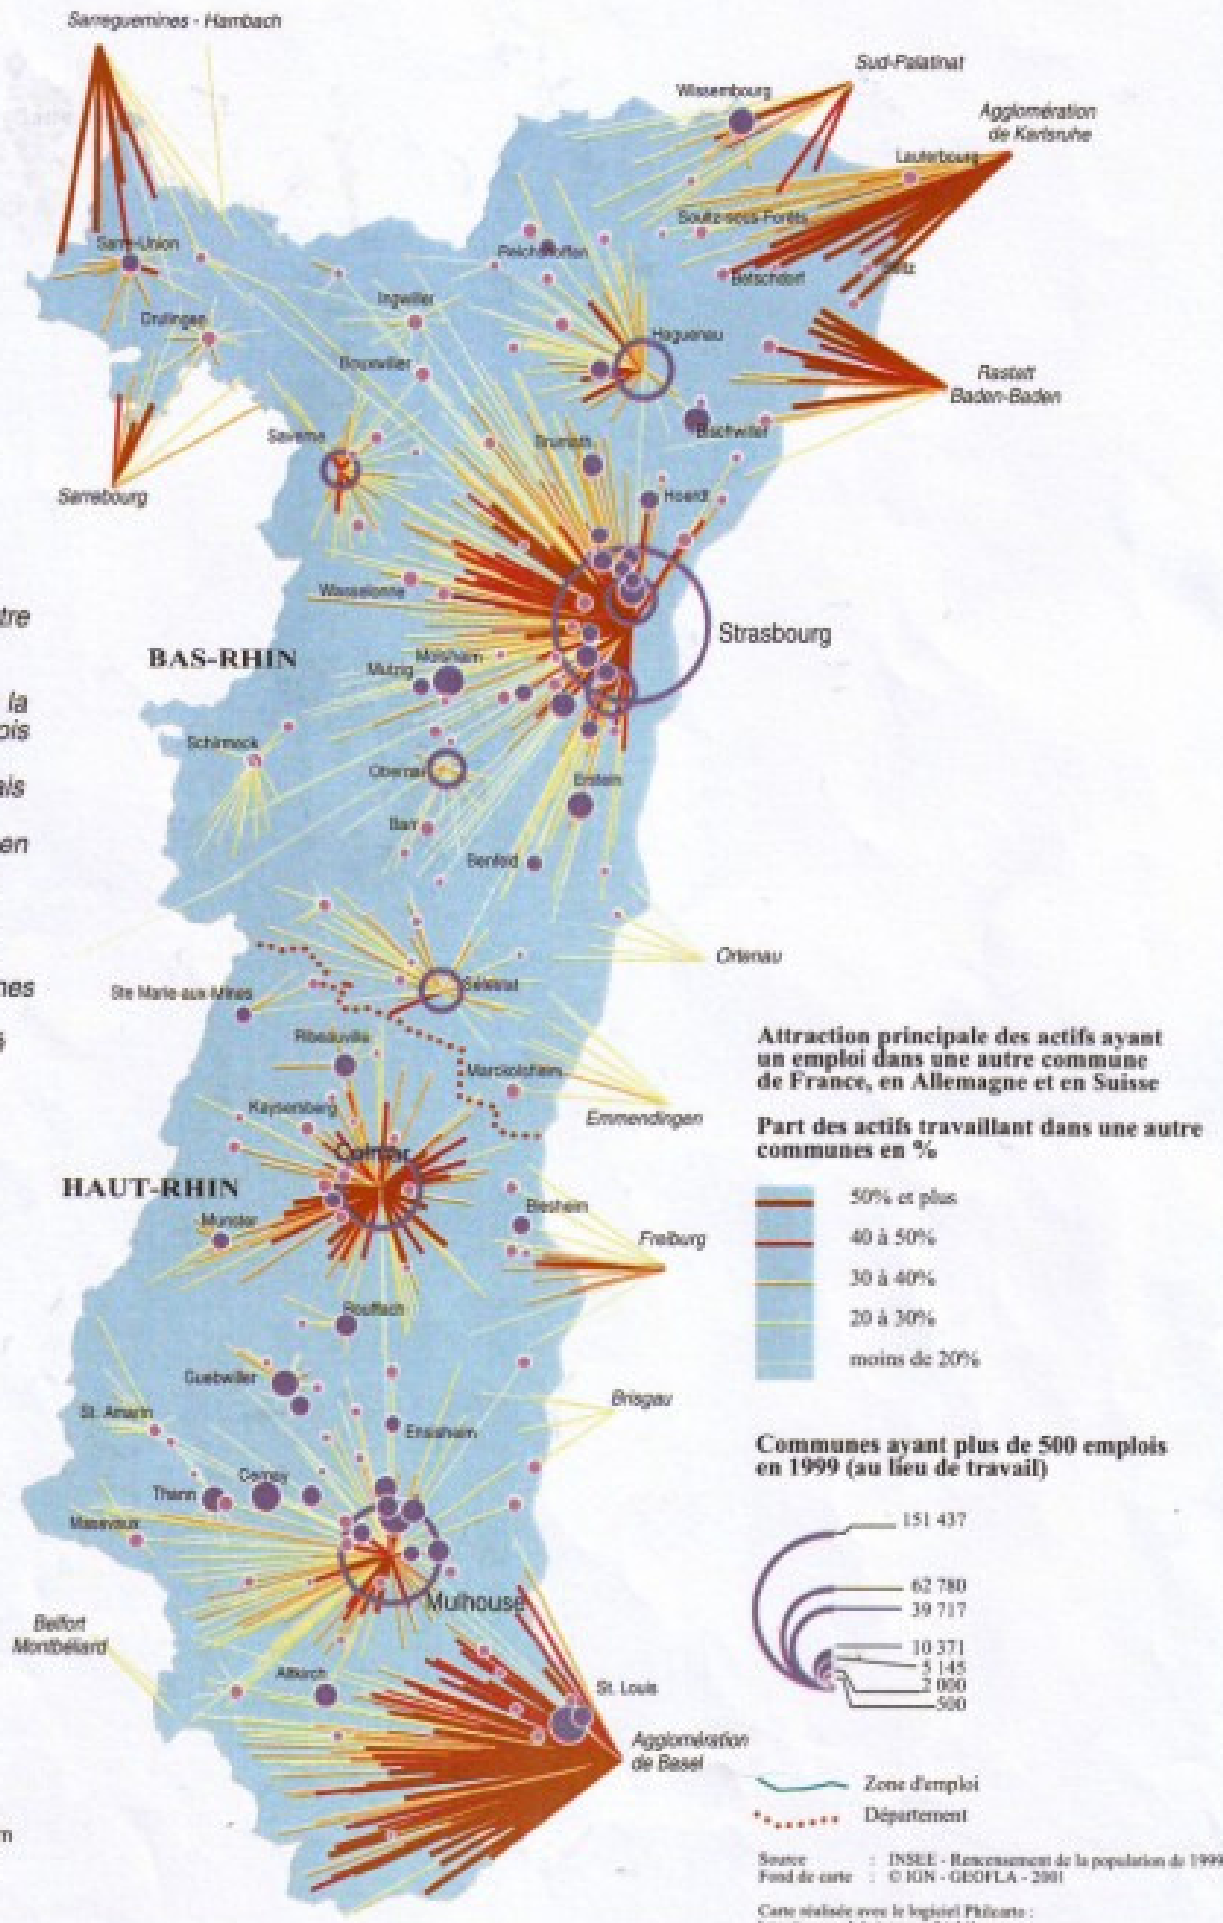 Sarreguemines - Hambach
Sud-Palatinat
Wissembourg
Agglomération
de Karlsruhe
Lauterbourg
Soultz-sous-Forêts
Sarre-Union
Reichshoffen
Betschdorf
Seltz
Ingwiller
Drulingen
Haguenau
Bouxwiller
Rastatt
Baden-Baden
Bischwiller
Saverne
Brumath
Sarrebourg
Hoerdt
Wasselonne
tre
Strasbourg
BAS-RHIN
Molsheim
Mutzig
la
ois
Schirmeck
Obernai
ais
Erstein
Barr
en
Benfeld
Ortenau
Sélestat
nes
Ste Marie-aux-Mines
Ribeauvillé
Marckolsheim
Kaysersberg
Emmendingen
Colmar
HAUT-RHIN
Munster
Biesheim
Freiburg
Rouffach
Guebwiller
Brisgau
St. Amarin
Ensisheim
Cernay
Thann
Masevaux
Mulhouse
Belfort
Montbéliard
Altkirch
St. Louis
Agglomération
de Basel
m
Attraction principale des actifs ayant
un emploi dans une autre commune
de France, en Allemagne et en Suisse
Part des actifs travaillant dans une autre
communes en %
50% et plus
40 à 50%
30 à 40%
20 à 30%
moins de 20%
Communes ayant plus de 500 emplois
en 1999 (au lieu de travail)
151 437
62 780
39 717
10 371
5 145
2 000
500
Zone d'emploi
Département
Source : INSEE - Rencensement de la population de 1999
Fond de carte : © IGN - GEOFLA - 2001
Carte réalisée avec le logiciel Philcarto :